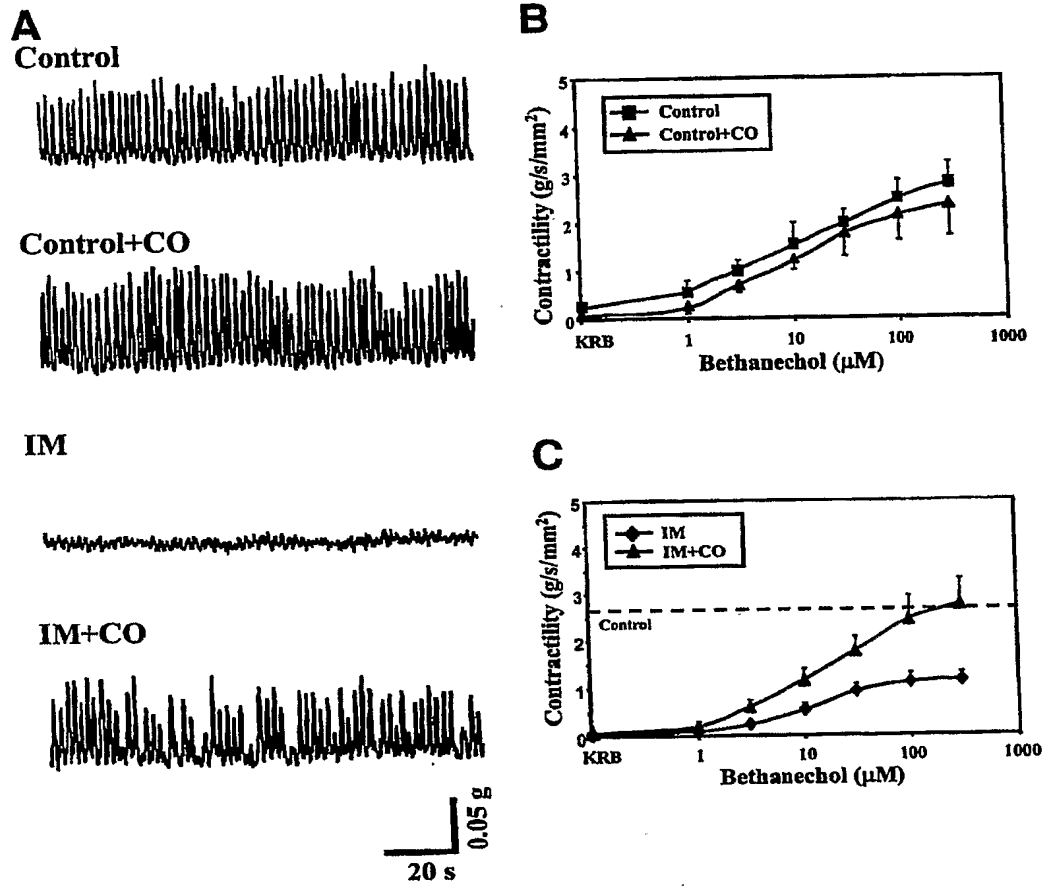 A
Control
Control+CO
IM
IM+CO
0.05 g
20 s
B
Contractility (g/s/mm²)
5
4
3
2
1
0
Control
Control+CO
KRB
1
10
100
1000
Bethanechol (µM)
C
Contractility (g/s/mm²)
5
4
3
2
1
0
IM
IM+CO
Control
KRB
1
10
100
1000
Bethanechol (µM)